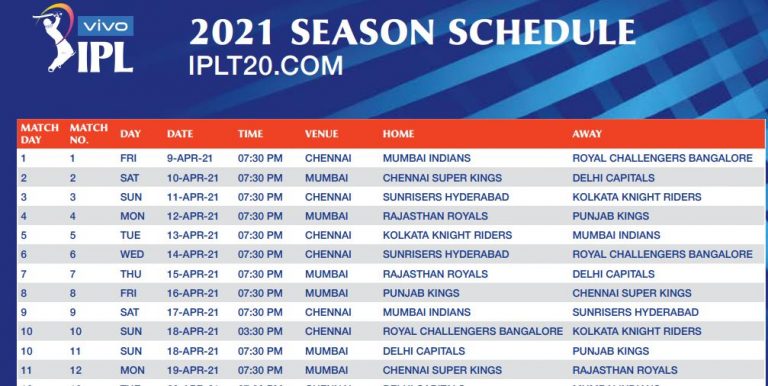 vivo
IPL
2021 SEASON SCHEDULE
IPLT20.COM
MATCH DAY MATCH NO. DAY DATE TIME VENUE HOME AWAY
1 1 FRI 9-APR-21 07:30 PM CHENNAI MUMBAI INDIANS ROYAL CHALLENGERS BANGALORE
2 2 SAT 10-APR-21 07:30 PM MUMBAI CHENNAI SUPER KINGS DELHI CAPITALS
3 3 SUN 11-APR-21 07:30 PM CHENNAI SUNRISERS HYDERABAD KOLKATA KNIGHT RIDERS
4 4 MON 12-APR-21 07:30 PM MUMBAI RAJASTHAN ROYALS PUNJAB KINGS
5 5 TUE 13-APR-21 07:30 PM CHENNAI KOLKATA KNIGHT RIDERS MUMBAI INDIANS
6 6 WED 14-APR-21 07:30 PM CHENNAI SUNRISERS HYDERABAD ROYAL CHALLENGERS BANGALORE
7 7 THU 15-APR-21 07:30 PM MUMBAI RAJASTHAN ROYALS DELHI CAPITALS
8 8 FRI 16-APR-21 07:30 PM MUMBAI PUNJAB KINGS CHENNAI SUPER KINGS
9 9 SAT 17-APR-21 07:30 PM CHENNAI MUMBAI INDIANS SUNRISERS HYDERABAD
10 10 SUN 18-APR-21 03:30 PM CHENNAI ROYAL CHALLENGERS BANGALORE KOLKATA KNIGHT RIDERS
10 11 SUN 18-APR-21 07:30 PM MUMBAI DELHI CAPITALS PUNJAB KINGS
11 12 MON 19-APR-21 07:30 PM MUMBAI CHENNAI SUPER KINGS RAJASTHAN ROYALS